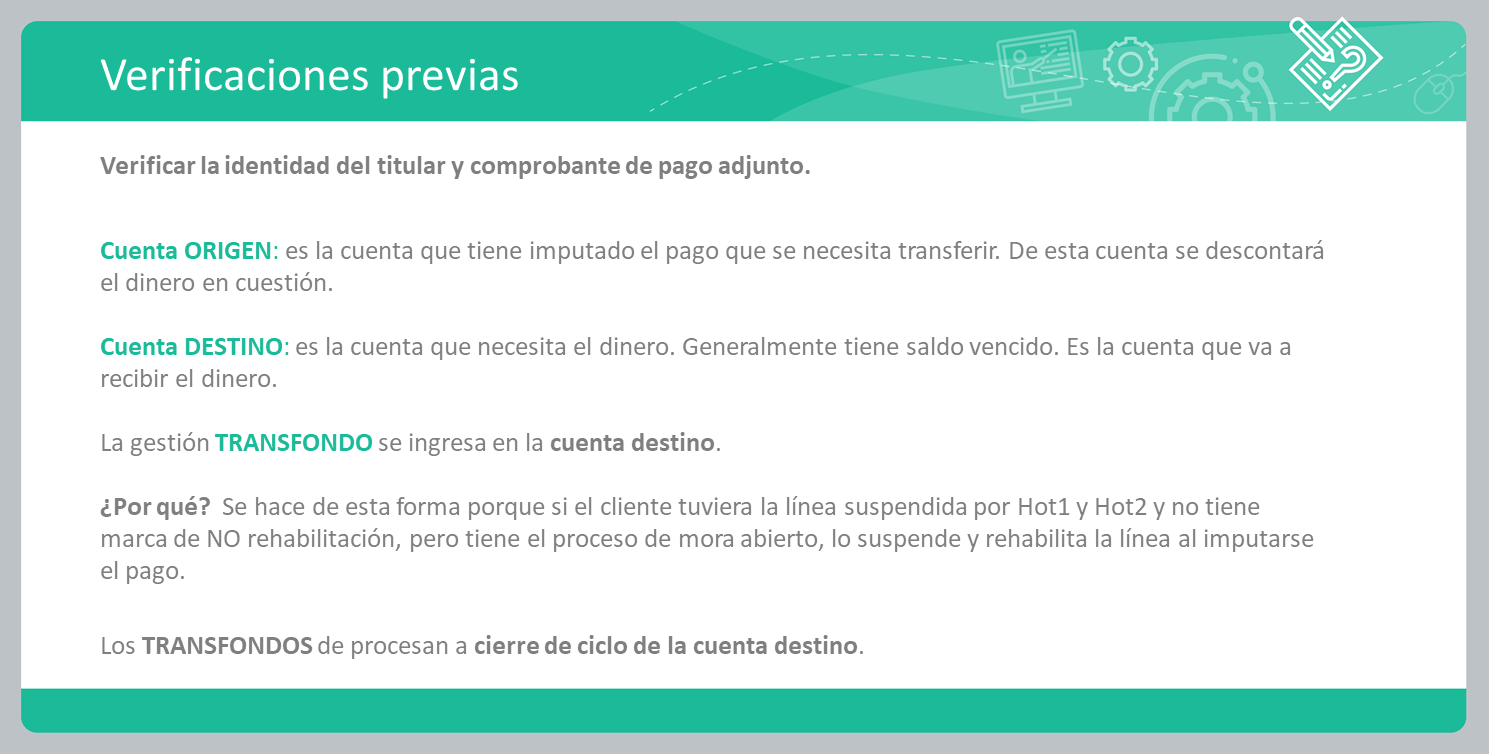 Verificaciones previas
Verificar la identidad del titular y comprobante de pago adjunto.
Cuenta ORIGEN: es la cuenta que tiene imputado el pago que se necesita transferir. De esta cuenta se descontará
el dinero en cuestión.
Cuenta DESTINO: es la cuenta que necesita el dinero. Generalmente tiene saldo vencido. Es la cuenta que va a
recibir el dinero.
La gestión TRANSFONDO se ingresa en la cuenta destino.
¿Por qué? Se hace de esta forma porque si el cliente tuviera la línea suspendida por Hot1 y Hot2 y no tiene
marca de NO rehabilitación, pero tiene el proceso de mora abierto, lo suspende y rehabilita la línea al imputarse
el pago.
Los TRANSFONDOS de procesan a cierre de ciclo de la cuenta destino.